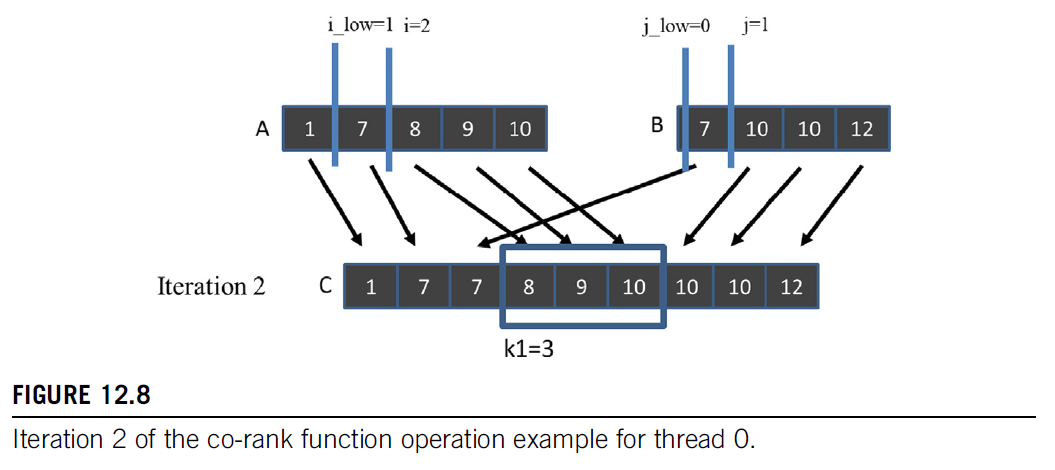 i_low=1 i=2 j_low=0 j=1
A 1 7 8 9 10 B 7 10 10 12
Iteration 2 C 1 7 7 8 9 10 10 10 12
k1=3
FIGURE 12.8
Iteration 2 of the co-rank function operation example for thread 0.